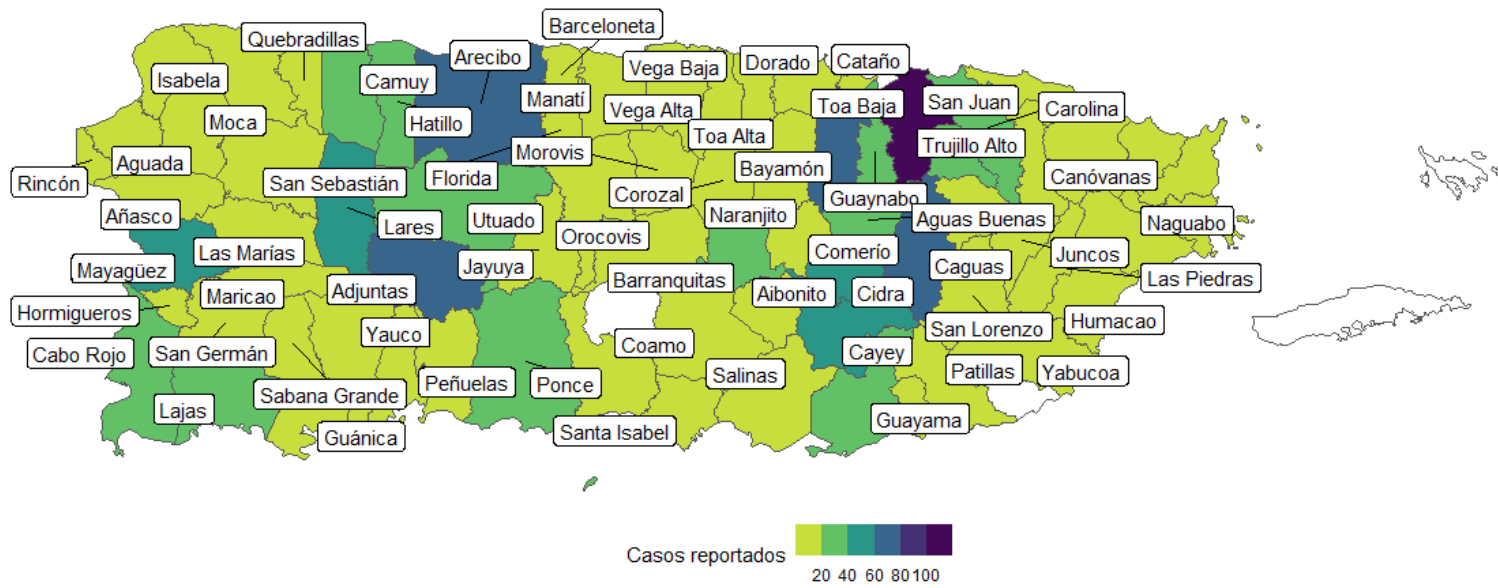 Barceloneta
Quebradillas
Arecibo
Dorado
Cataño
Vega Baja
Isabela
Camuy
Manatí
Toa Baja
San Juan
Carolina
Vega Alta
Moca
Hatillo
Toa Alta
Trujillo Alto
Morovis
Aguada
Bayamón
Rincón
San Sebastián
Florida
Canóvanas
Corozal
Guaynabo
Añasco
Utuado
Naranjito
Aguas Buenas
Naguabo
Lares
Orocovis
Las Marías
Comerío
Juncos
Mayagüez
Jayuya
Caguas
Barranquitas
Las Piedras
Maricao
Adjuntas
Aibonito
Cidra
Hormigueros
Humacao
San Lorenzo
Yauco
Coamo
Cayey
Cabo Rojo
San Germán
Salinas
Patillas
Yabucoa
Peñuelas
Ponce
Sabana Grande
Lajas
Guayama
Guánica
Santa Isabel
Casos reportados
20 40 60 80 100